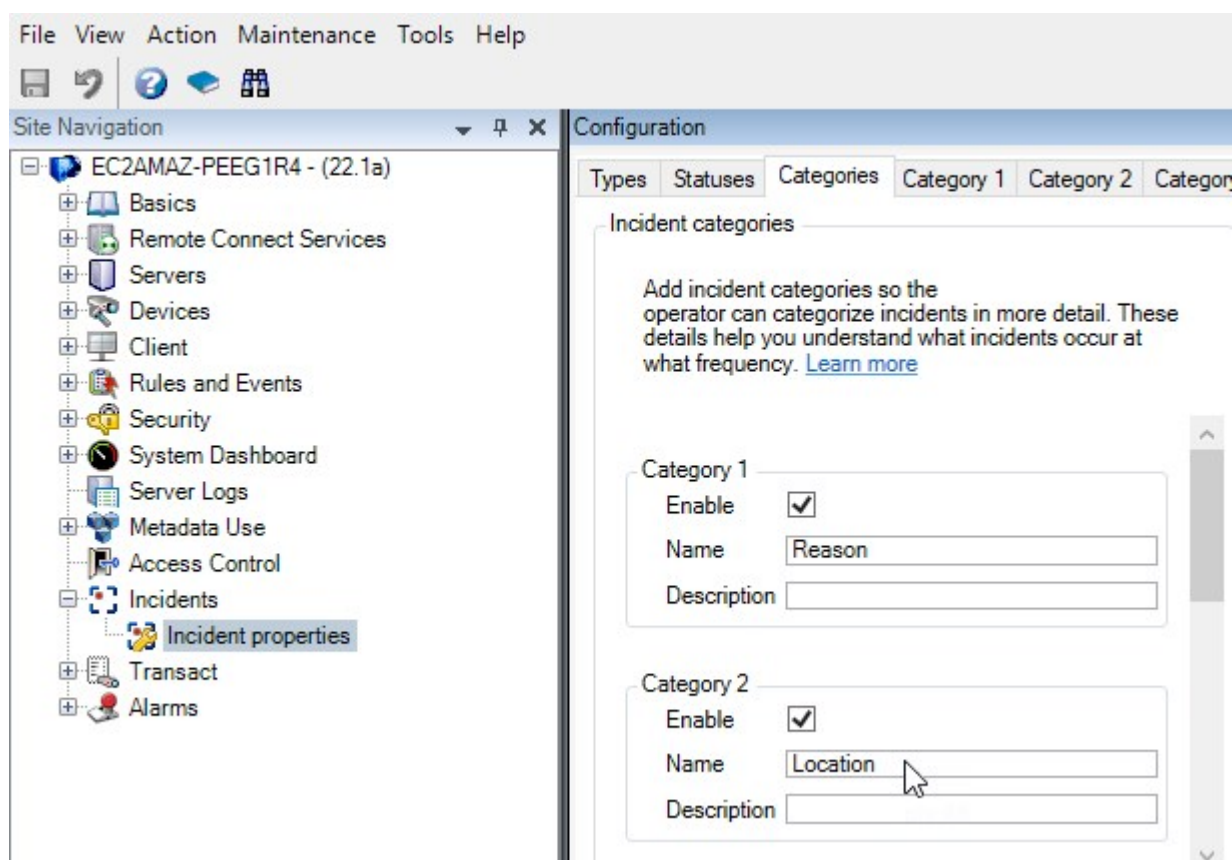 File View Action Maintenance Tools Help
Site Navigation
EC2AMAZ-PEEG1R4 - (22.1a)
Basics
Remote Connect Services
Servers
Devices
Client
Rules and Events
Security
System Dashboard
Server Logs
Metadata Use
Access Control
Incidents
Incident properties
Transact
Alarms
Configuration
Types Statuses Categories Category 1 Category 2 Category
Incident categories
Add incident categories so the
operator can categorize incidents in more detail. These
details help you understand what incidents occur at
what frequency. Learn more
Category 1
Enable
Name Reason
Description
Category 2
Enable
Name Location
Description